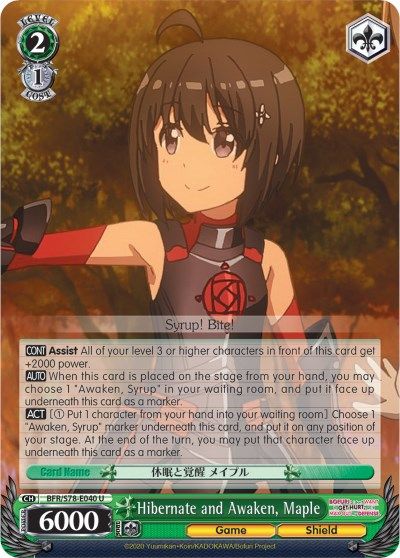 LEVEL
2
1
COST
Syrup! Bite!
CONT Assist All of your level 3 or higher characters in front of this card get
+2000 power.
AUTO When this card is placed on the stage from your hand, you may
choose 1 "Awaken, Syrup" in your waiting room, and put it face up
underneath this card as a marker.
ACT [① Put 1 character from your hand into your waiting room] Choose 1
"Awaken, Syrup" marker underneath this card, and put it on any position
of the stage. At the end of the turn, you may put that character face up
underneath this card as a marker.
Card Name
休眠と覚醒 メイプル
CH
BFR/S78-E040 U
POWER
6000
Hibernate and Awaken, Maple
Game
Shield
©2020 Yuumikan・Koin/KADOKAWA/Bofuri Project